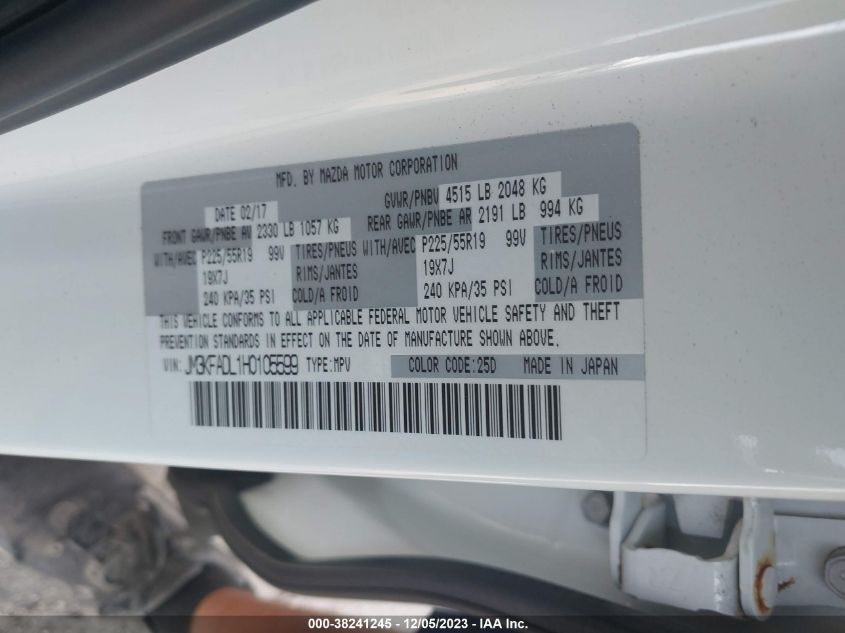 MFD. BY MAZDA MOTOR CORPORATION
DATE 02/17 GVWR/PNBV 4515 LB 2048 KG
FRONT GAWR/PNBE AV 2330 LB 1057 KG REAR GAWR/PNBE AR 2191 LB 994 KG
WITH/AVEC P225/55R19 99V TIRES/PNEUS WITH/AVEC P225/55R19 99V TIRES/PNEUS
19X7J RIMS/JANTES 19X7J RIMS/JANTES
240 KPA/35 PSI COLD/A FROID 240 KPA/35 PSI COLD/A FROID
THIS VEHICLE CONFORMS TO ALL APPLICABLE FEDERAL MOTOR VEHICLE SAFETY AND THEFT
PREVENTION STANDARDS IN EFFECT ON THE DATE OF MANUFACTURE SHOWN ABOVE.
VIN: JM3KFADL1H0105599 TYPE:MPV COLOR CODE:25D MADE IN JAPAN
000-38241245 - 12/05/2023 - IAA Inc.